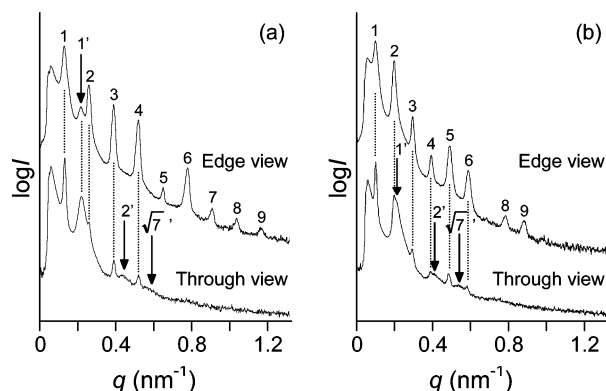 (a)
1
1'
2
3
4
5
6
7
8
9
Edge view
2'
√7 '
Through view
logI
0 0.4 0.8 1.2
q (nm⁻¹)
(b)
1
2
3
1'
4
5
6
8
9
Edge view
2'
√7 '
Through view
logI
0 0.4 0.8 1.2
q (nm⁻¹)